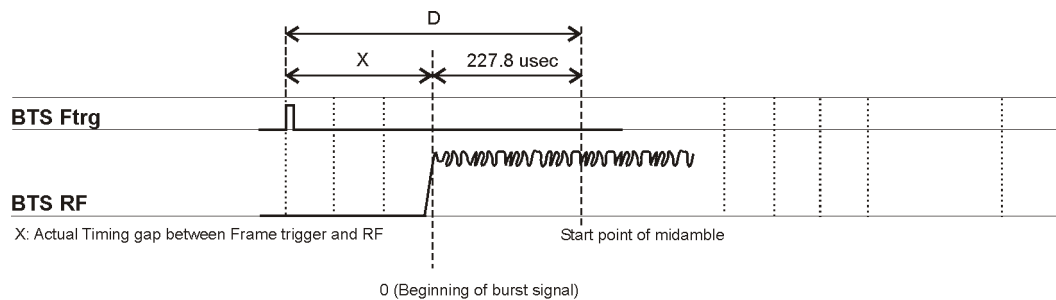 D
X
227.8 usec
BTS Ftrg
BTS RF
X: Actual Timing gap between Frame trigger and RF
Start point of midamble
0 (Beginning of burst signal)